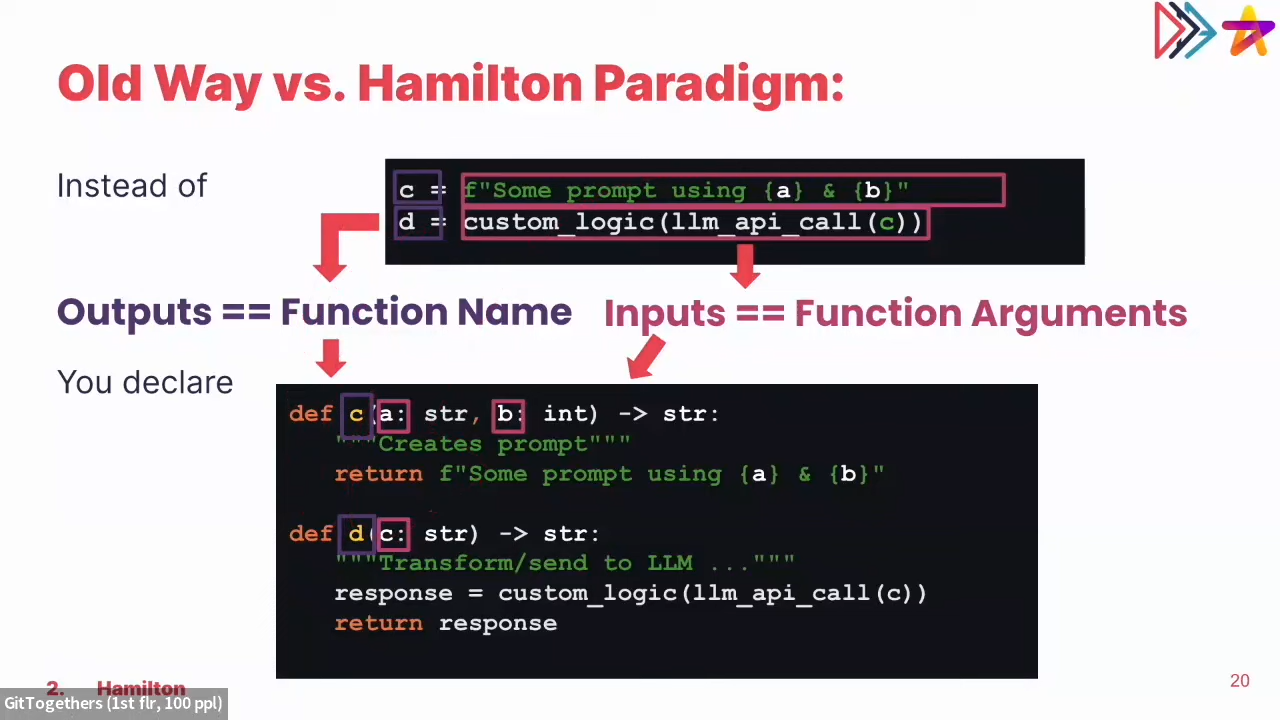 Old Way vs. Hamilton Paradigm:
Instead of
c = f"Some prompt using {a} & {b}"
d = custom_logic(llm_api_call(c))
Outputs == Function Name
Inputs == Function Arguments
You declare
def c(a: str, b: int) -> str:
"""Creates prompt"""
return f"Some prompt using {a} & {b}"
def d(c: str) -> str:
"""Transform/send to LLM ..."""
response = custom_logic(llm_api_call(c))
return response
2. Hamilton
20
GitTogethers (1st flr, 100 ppl)